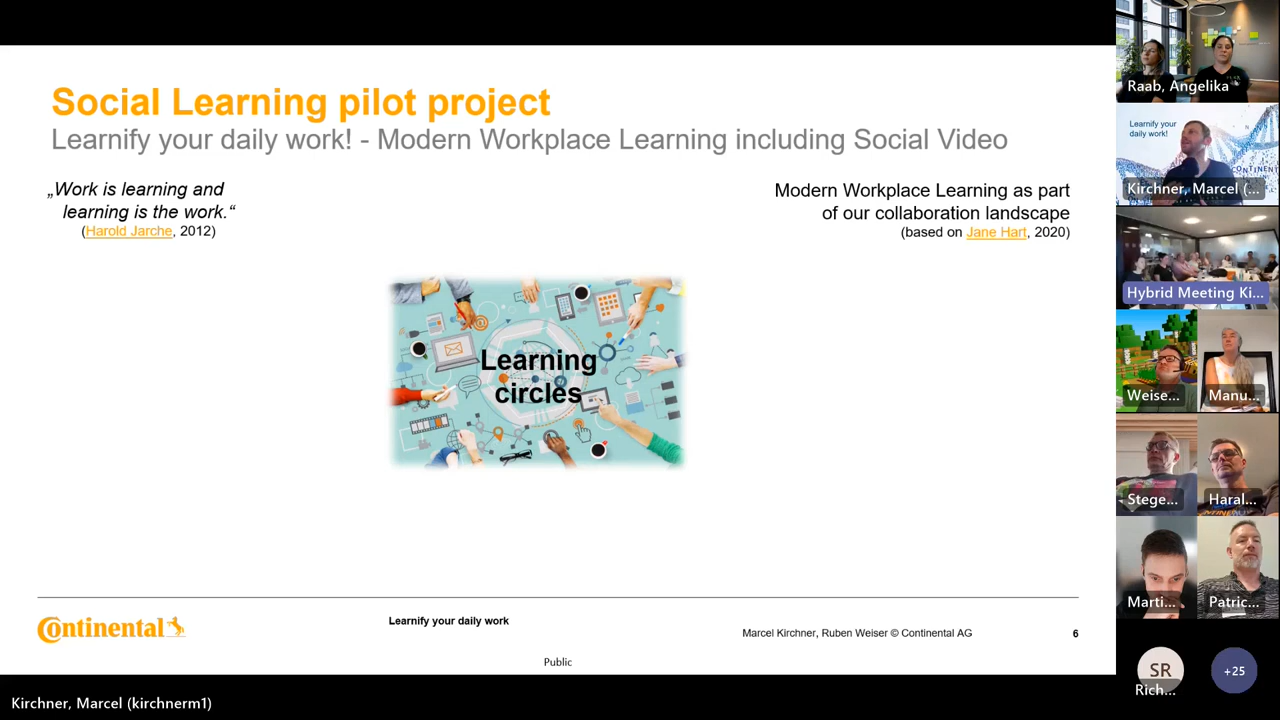 Social Learning pilot project
Learnify your daily work! - Modern Workplace Learning including Social Video
„Work is learning and
learning is the work.“
(Harold Jarche, 2012)
Modern Workplace Learning as part
of our collaboration landscape
(based on Jane Hart, 2020)
Learning
circles
Continental
Learnify your daily work
Marcel Kirchner, Ruben Weiser © Continental AG
6
Public
Kirchner, Marcel (kirchnerm1)
Raab, Angelika
Learnify your
daily work!
Kirchner, Marcel (...
Hybrid Meeting Ki...
Weise...
Manu...
Stege...
Haral...
Marti...
Patric...
SR
Rich...
+25